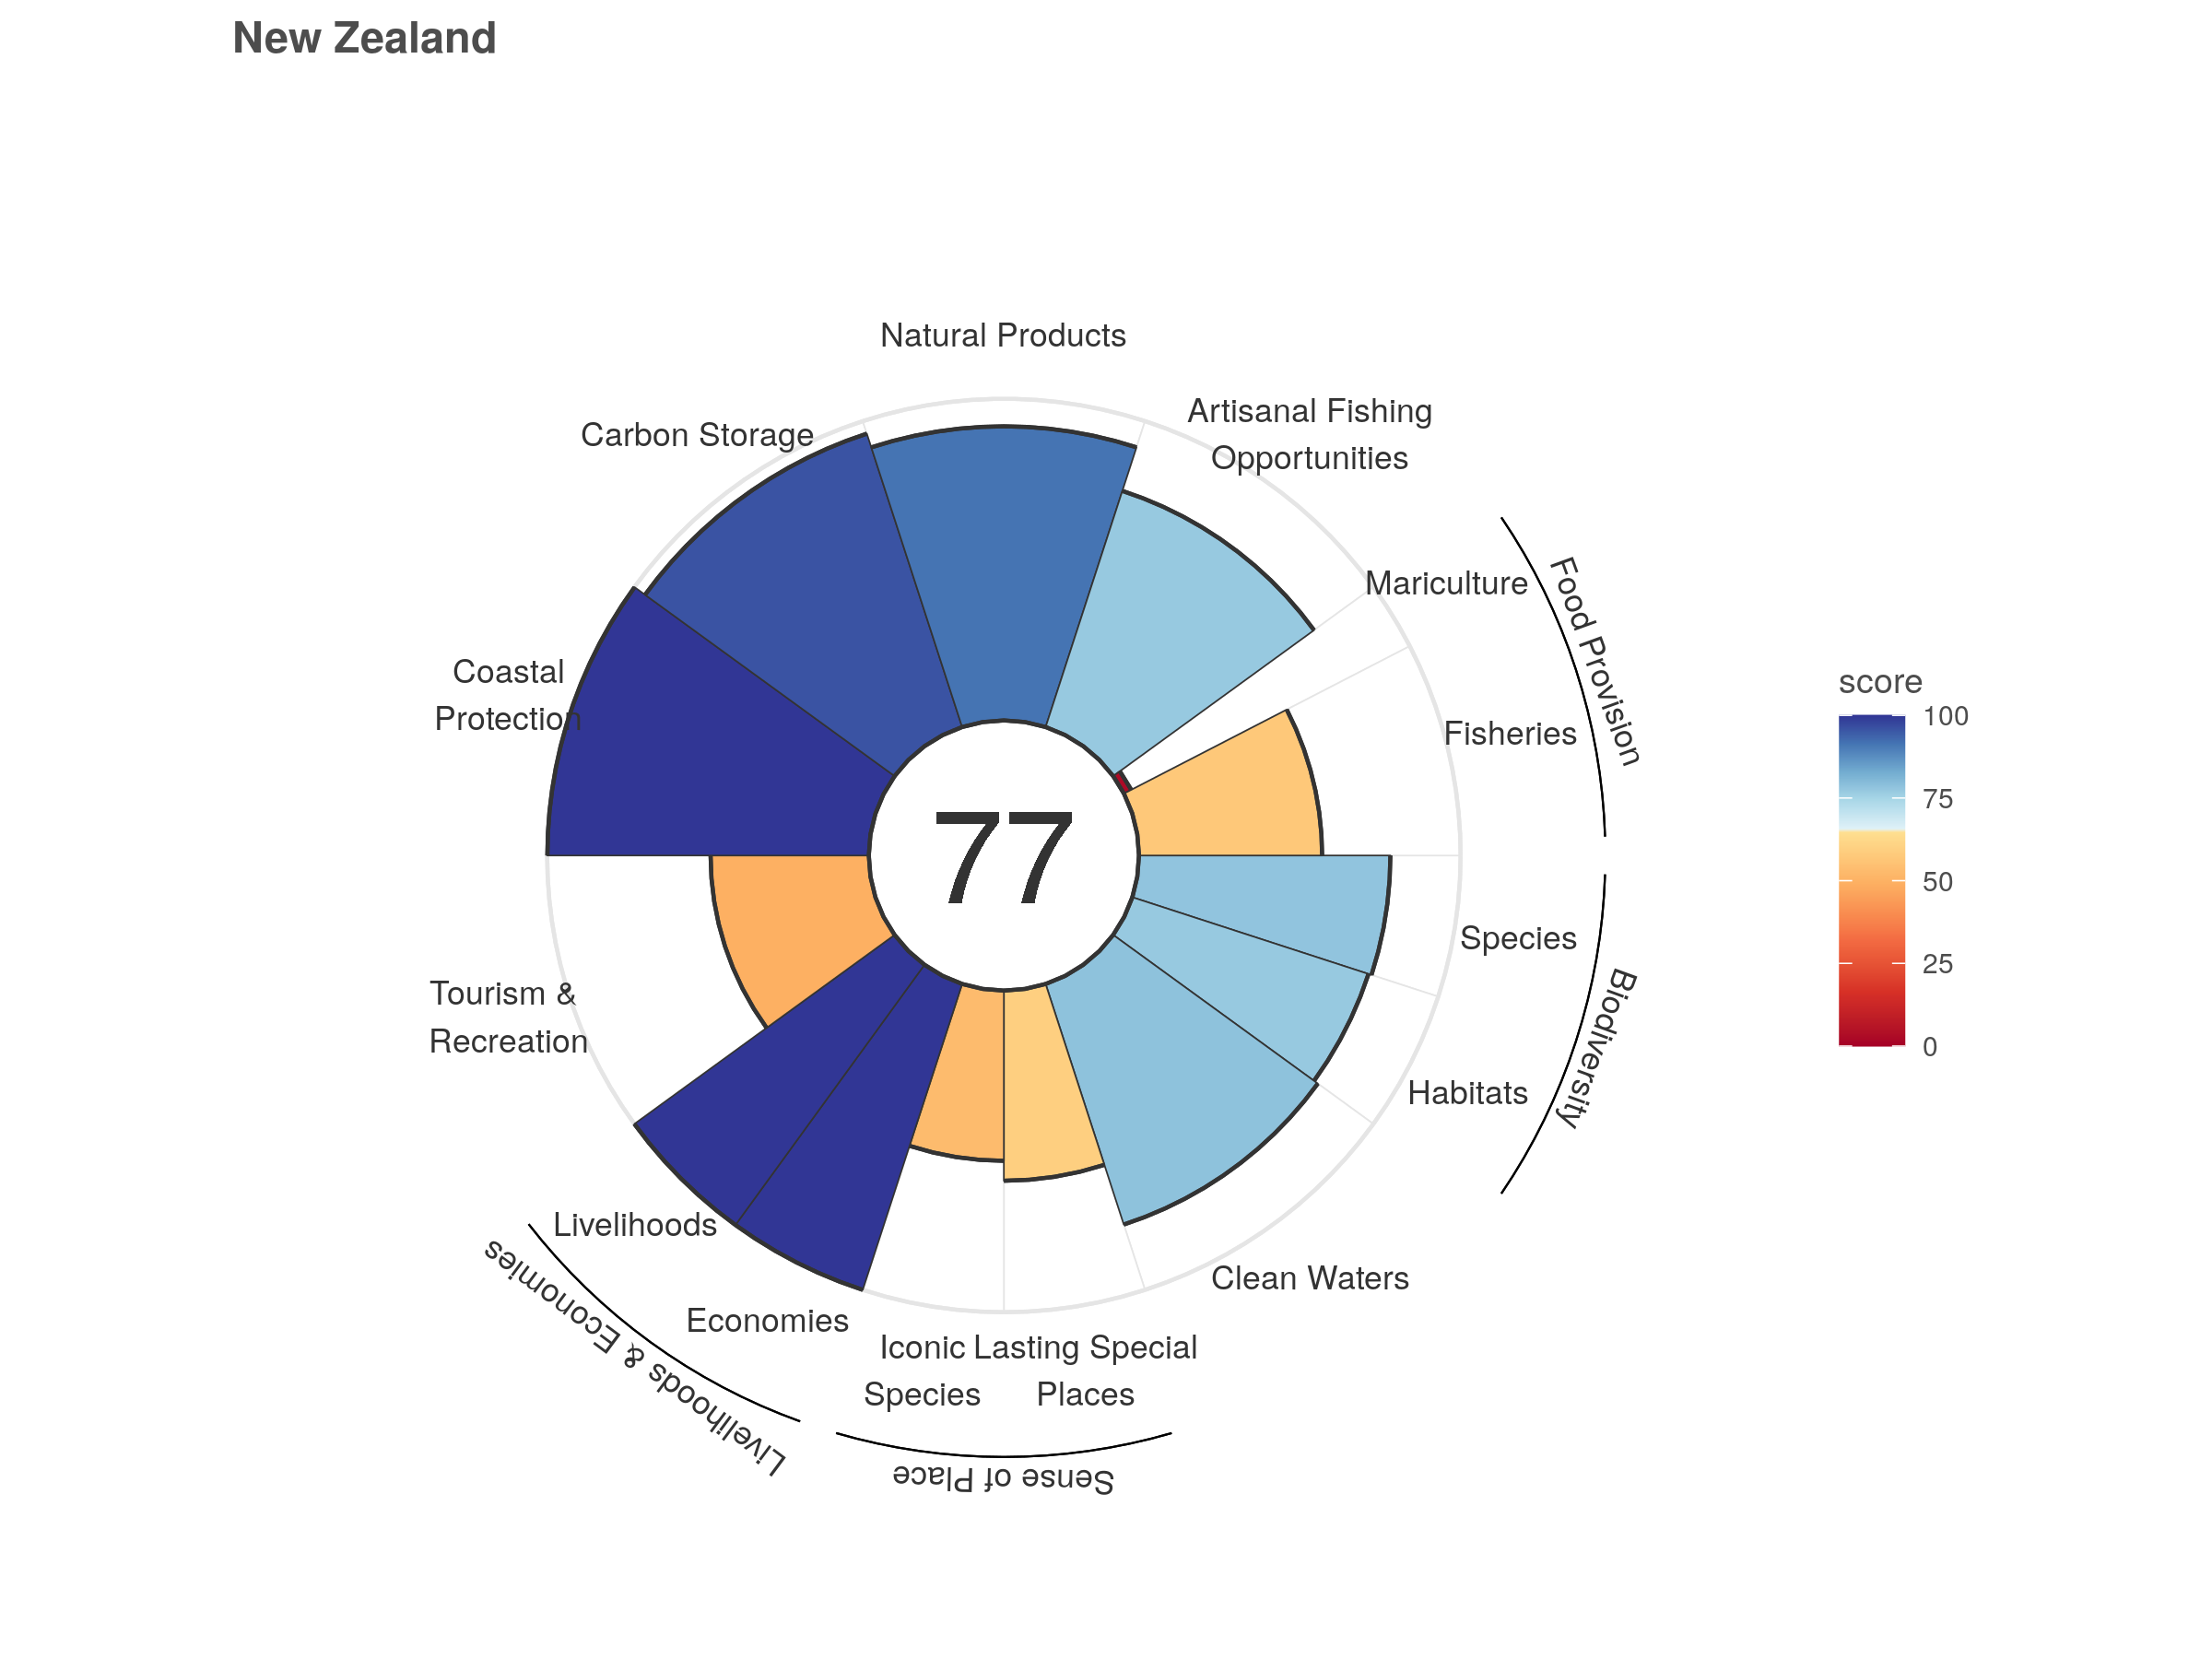 New Zealand
Natural Products
Artisanal Fishing
Opportunities
Carbon Storage
Mariculture
Food Provision
Coastal
Protection
Fisheries
score
100
75
50
25
0
77
Species
Biodiversity
Tourism &
Recreation
Habitats
Livelihoods
Clean Waters
Economies
Livelihoods & Economies
Iconic
Species
Lasting Special
Places
Sense of Place